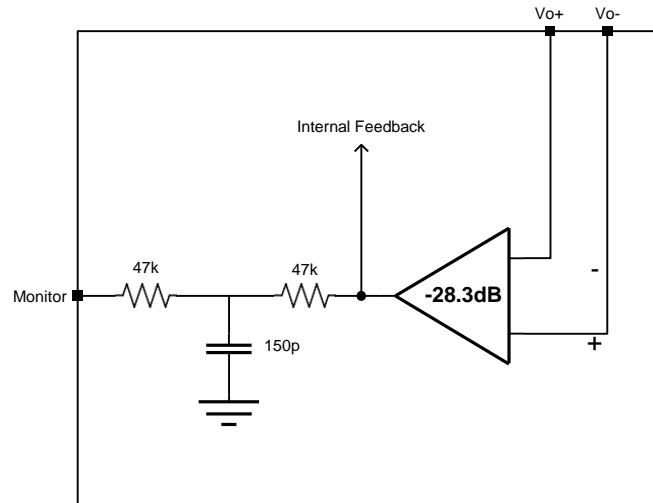 Vo+ Vo-
Internal Feedback
47k 47k
Monitor
-28.3dB
-
+
150p